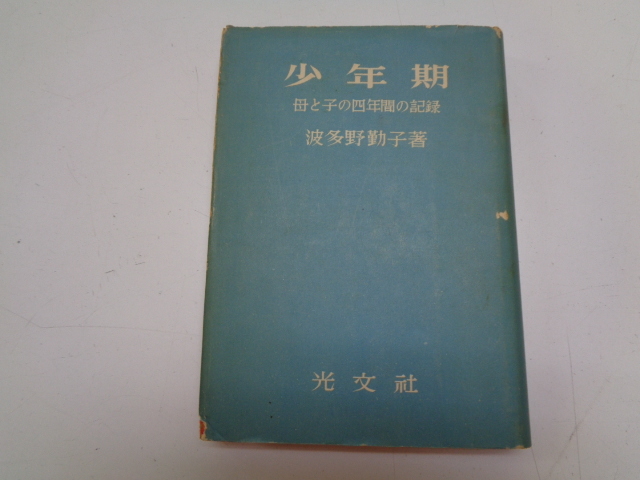 少年期
母と子の四年間の記録
波多野勤子著
光文社